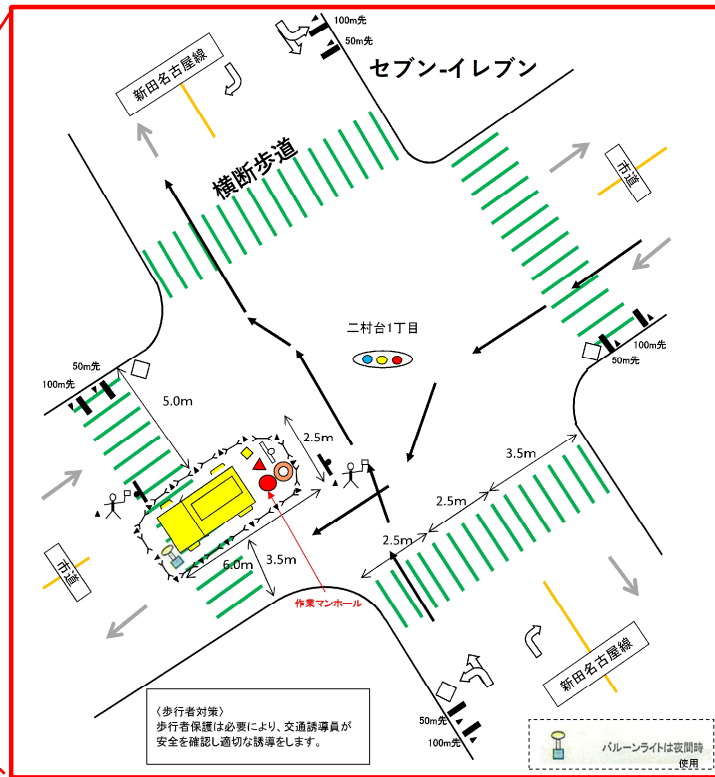 100m先
50m先
セブン-イレブン
新田名古屋線
横断歩道
市道
二村台1丁目
100m先
50m先
50m先
100m先
5.0m
2.5m
3.5m
2.5m
2.5m
6.0m
3.5m
市道
作業マンホール
新田名古屋線
50m先
100m先
〈歩行者対策〉
歩行者保護は必要により、交通誘導員が
安全を確認し適切な誘導をします。
バルーンライトは夜間時
使用